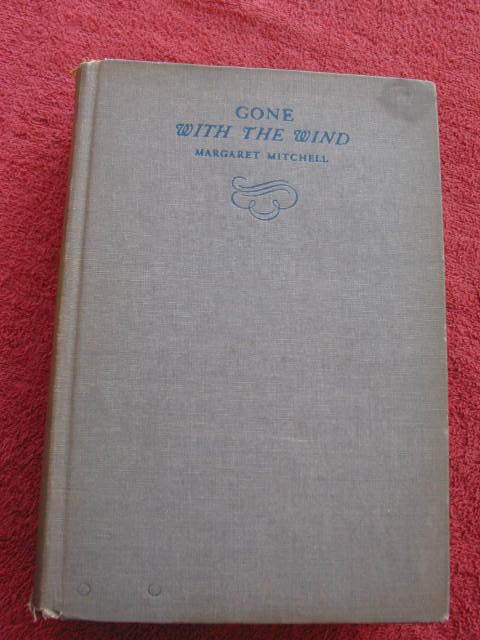 GONE
WITH THE WIND
MARGARET MITCHELL